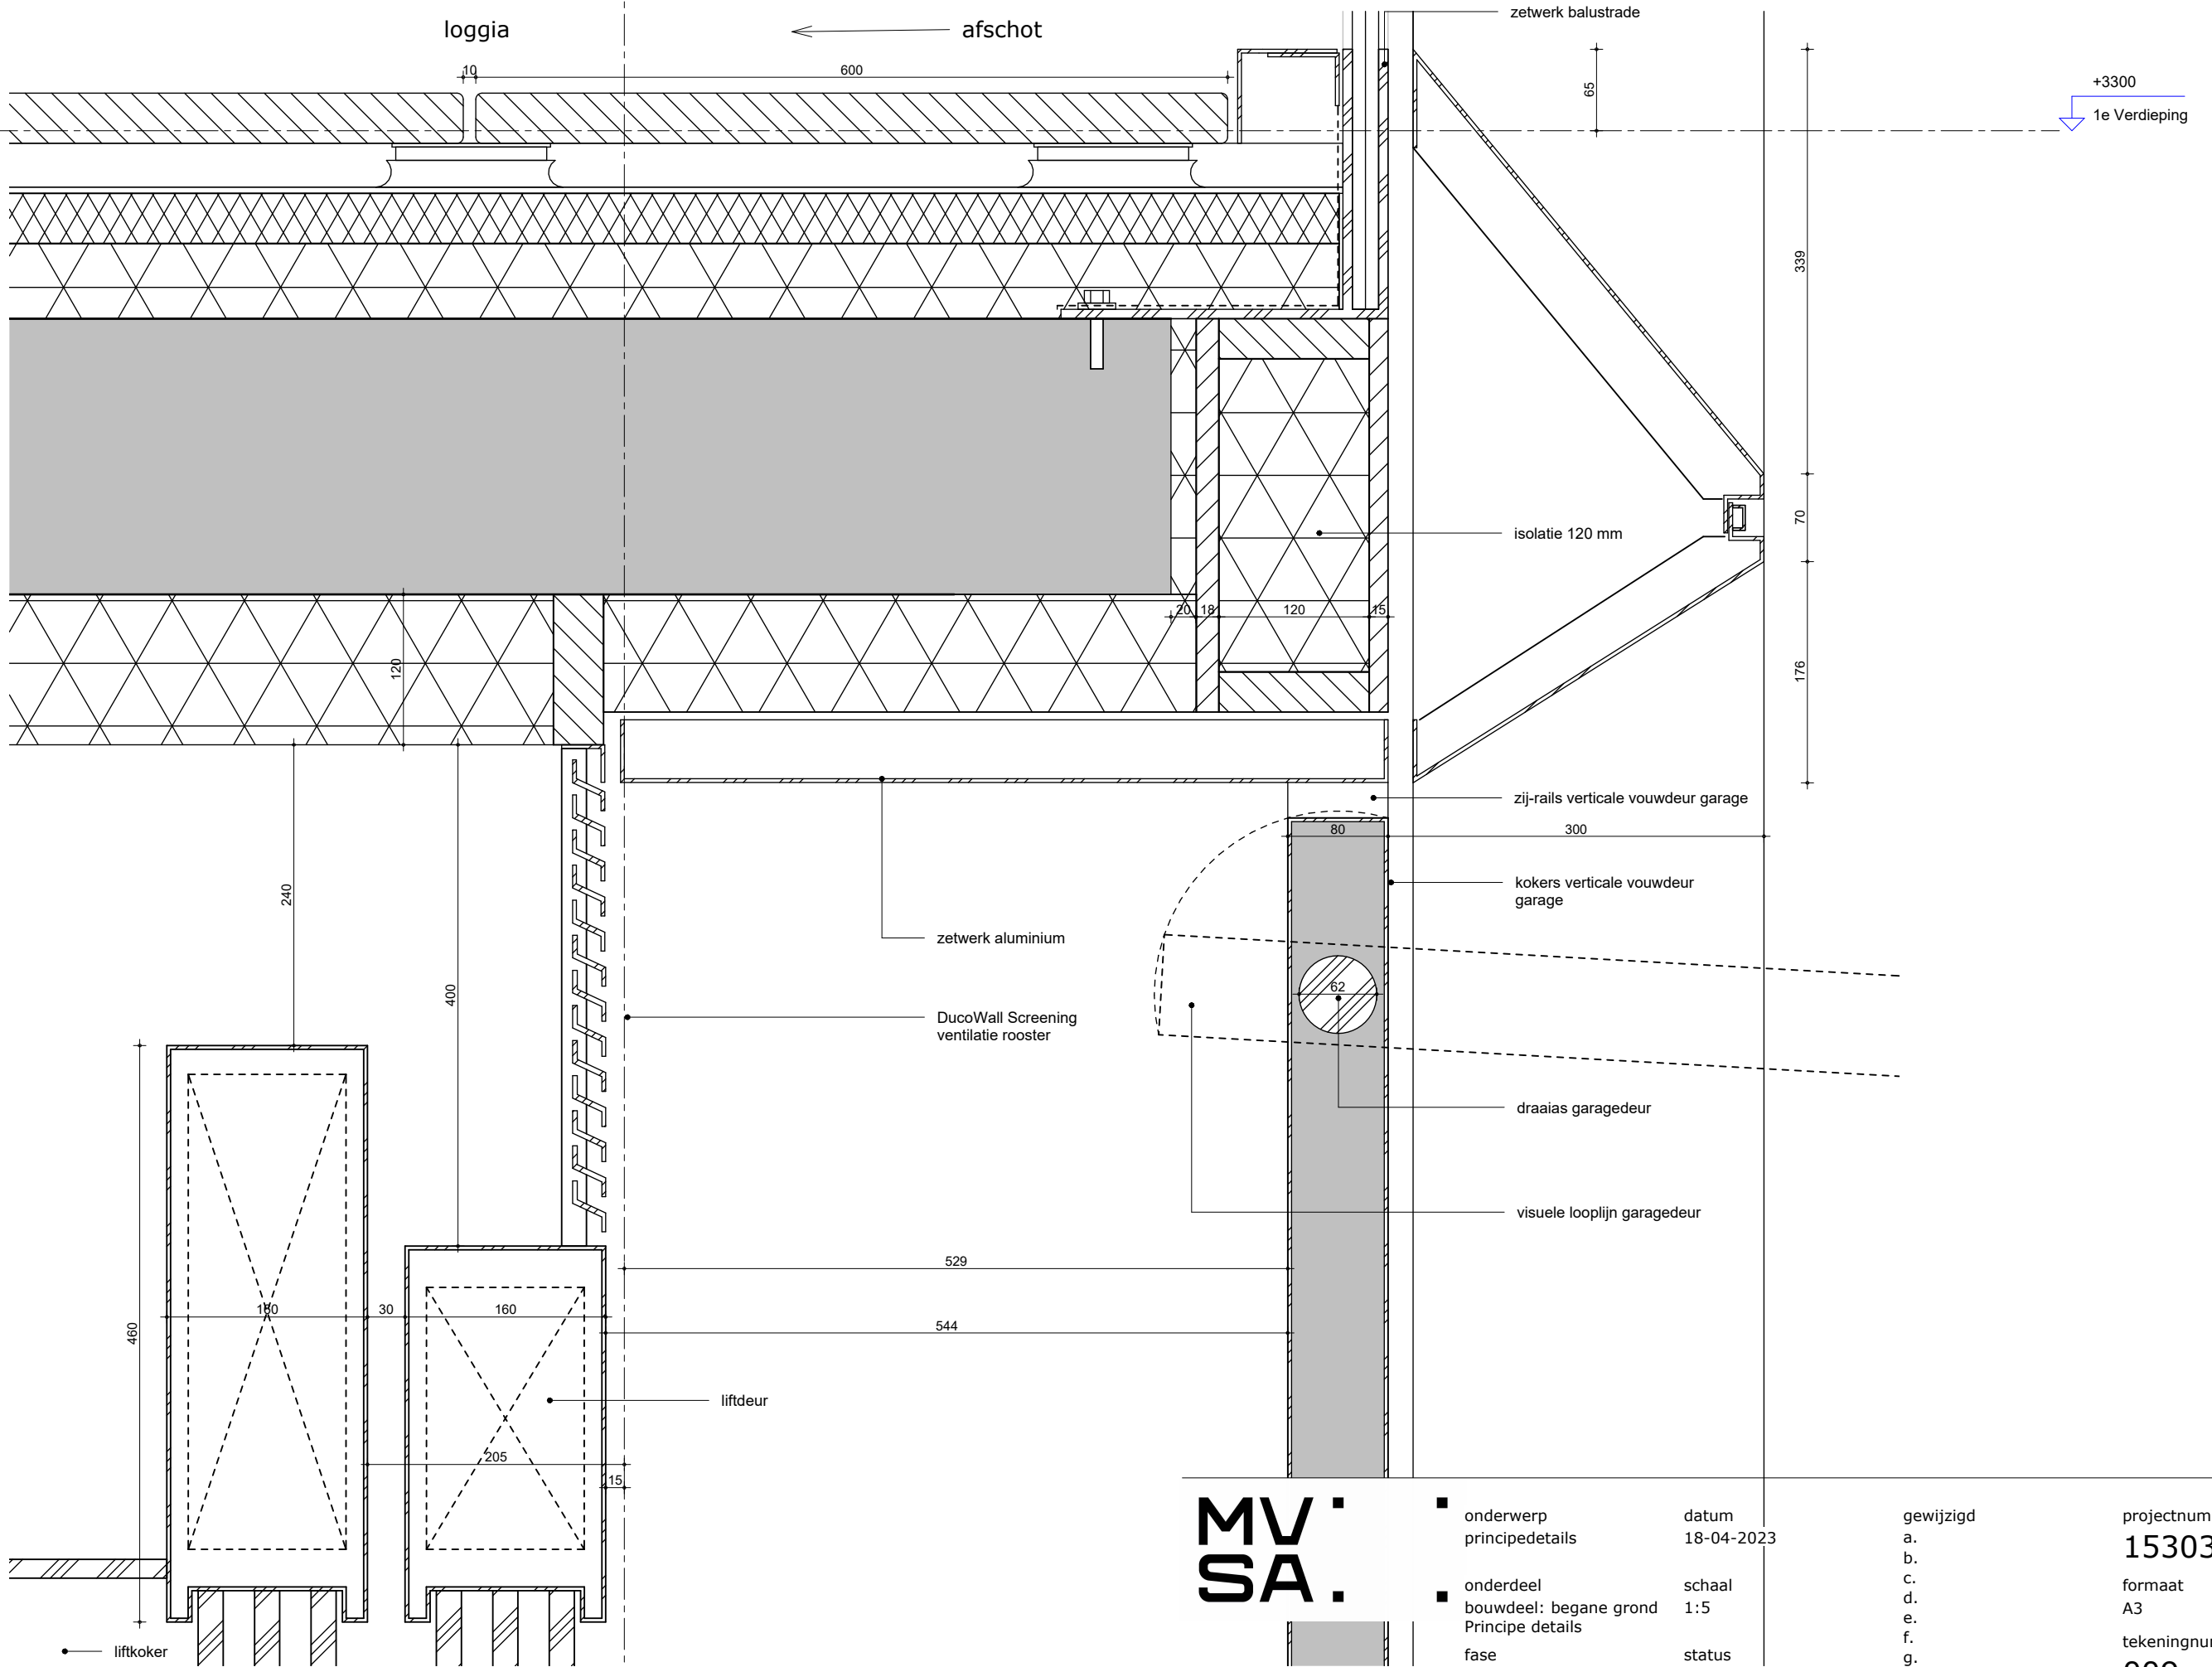 loggia
afschot
zetwerk balustrade
10
600
65
+3300
1e Verdieping
339
isolatie 120 mm
70
20
18
120
15
120
176
zij-rails verticale vouwdeur garage
80
300
240
kokers verticale vouwdeur
garage
zetwerk aluminium
400
62
DucoWall Screening
ventilatie rooster
draaias garagedeur
visuele looplijn garagedeur
529
160
30
160
544
460
liftdeur
205
15
liftkoker
MV
SA
onderwerp
principedetails
datum
18-04-2023
gewijzigd
a.
b.
c.
d.
e.
f.
g.
projectnum
15303
onderdeel
bouwdeel: begane grond
Principe details
schaal
1:5
formaat
A3
fase
status